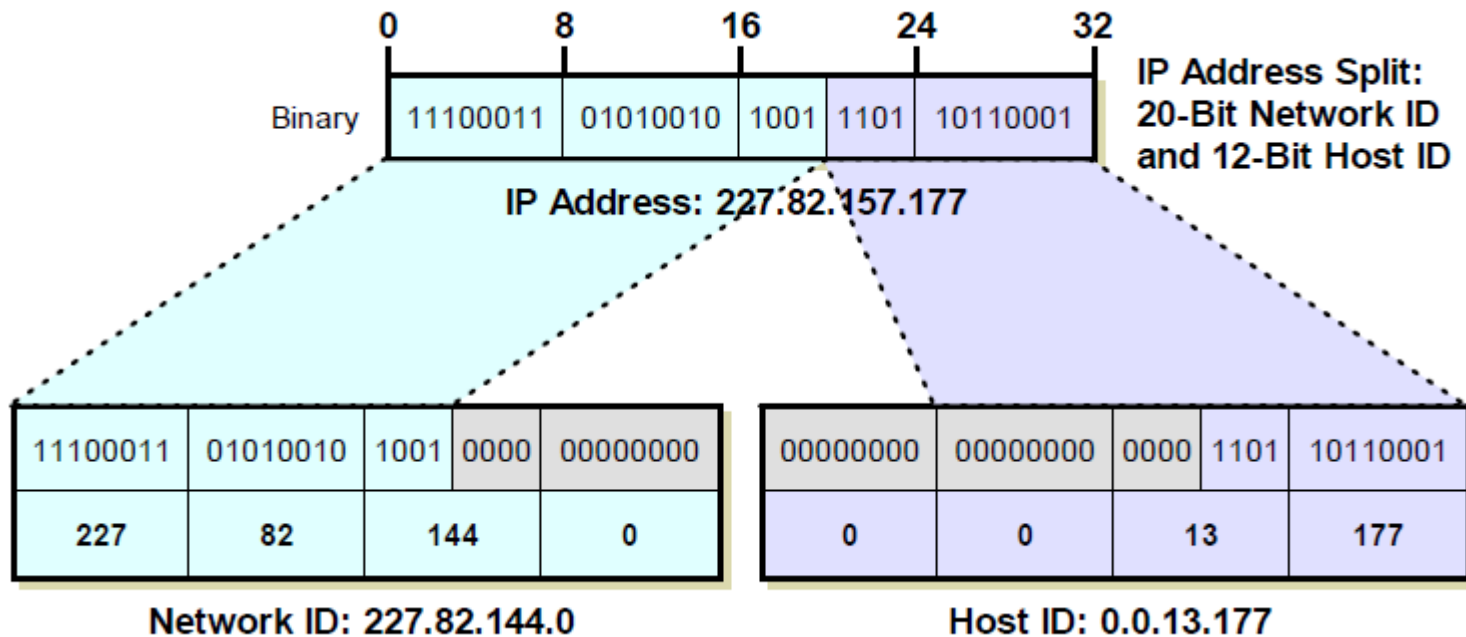 0 8 16 24 32
Binary 11100011 01010010 1001 1101 10110001
IP Address Split:
20-Bit Network ID
and 12-Bit Host ID
IP Address: 227.82.157.177
11100011 01010010 1001 0000 00000000
227 82 144 0
Network ID: 227.82.144.0
00000000 00000000 0000 1101 10110001
0 0 13 177
Host ID: 0.0.13.177